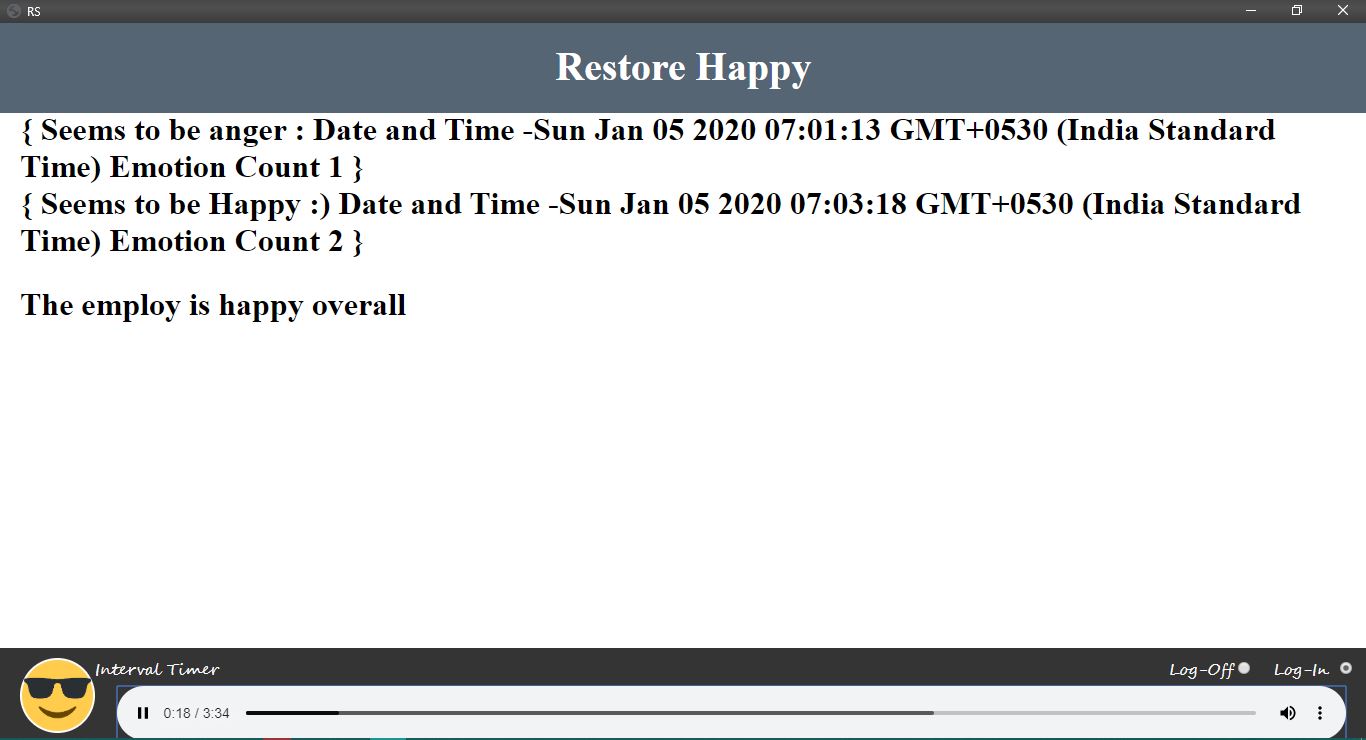 RS
Restore Happy
{ Seems to be anger : Date and Time -Sun Jan 05 2020 07:01:13 GMT+0530 (India Standard
Time) Emotion Count 1 }
{ Seems to be Happy :) Date and Time -Sun Jan 05 2020 07:03:18 GMT+0530 (India Standard
Time) Emotion Count 2 }
The employ is happy overall
Interval Timer
Log-Off
Log-In
0:18 / 3:34